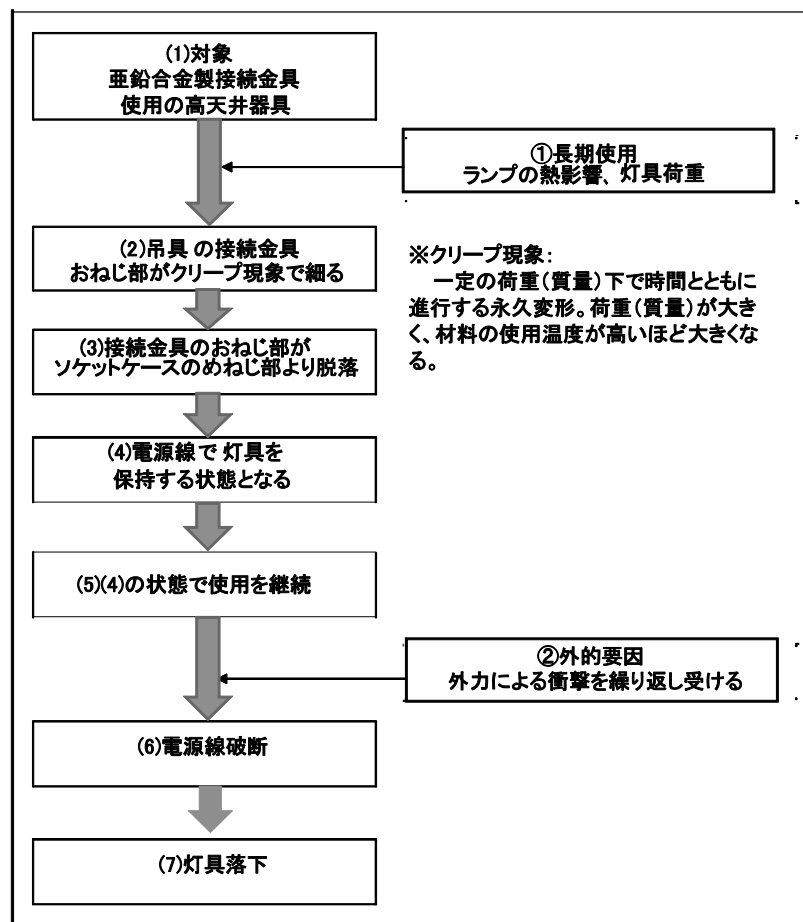 (1)対象
亜鉛合金製接続金具
使用の高天井器具
①長期使用
ランプの熱影響、灯具荷重
(2)吊具 の接続金具
おねじ部がクリープ現象で細る
※クリープ現象：
一定の荷重（質量）下で時間とともに
進行する永久変形。荷重（質量）が大き
く、材料の使用温度が高いほど大きくな
る。
(3)接続金具のおねじ部が
ソケットケースのめねじ部より脱落
(4)電源線で 灯具を
保持する状態となる
(5)(4)の状態で使用を継続
②外的要因
外力による衝撃を繰り返し受ける
(6)電源線破断
(7)灯具落下